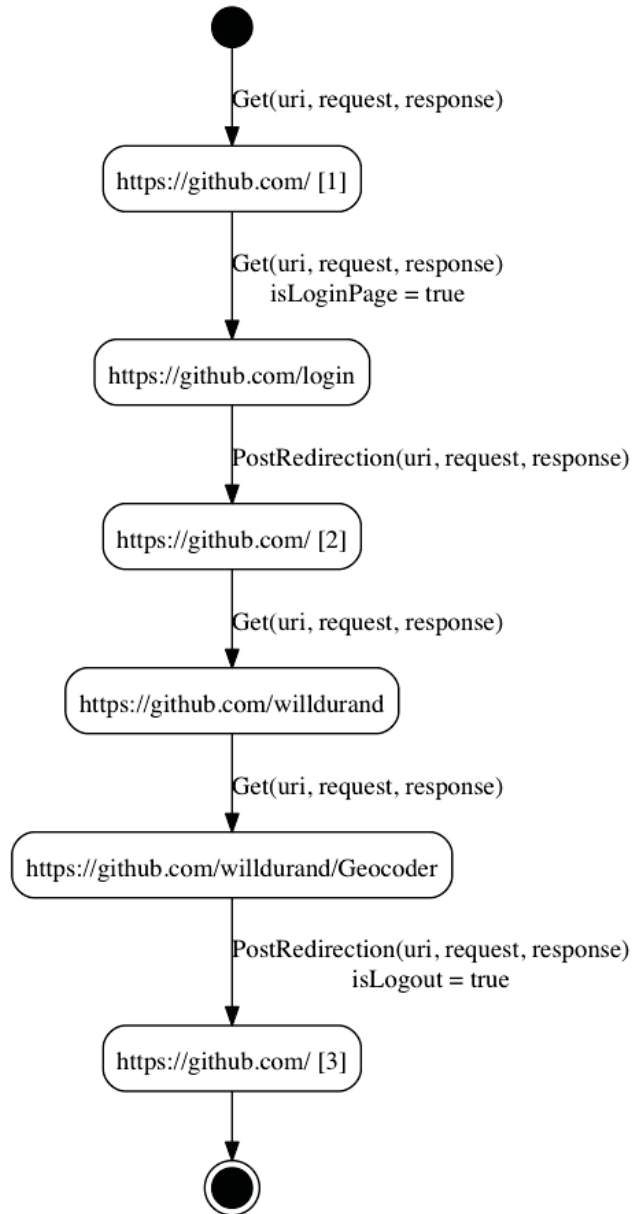 Get(uri, request, response)
https://github.com/ [1]
Get(uri, request, response)
isLoginPage = true
https://github.com/login
PostRedirection(uri, request, response)
https://github.com/ [2]
Get(uri, request, response)
https://github.com/willdurand
Get(uri, request, response)
https://github.com/willdurand/Geocoder
PostRedirection(uri, request, response)
isLogout = true
https://github.com/ [3]